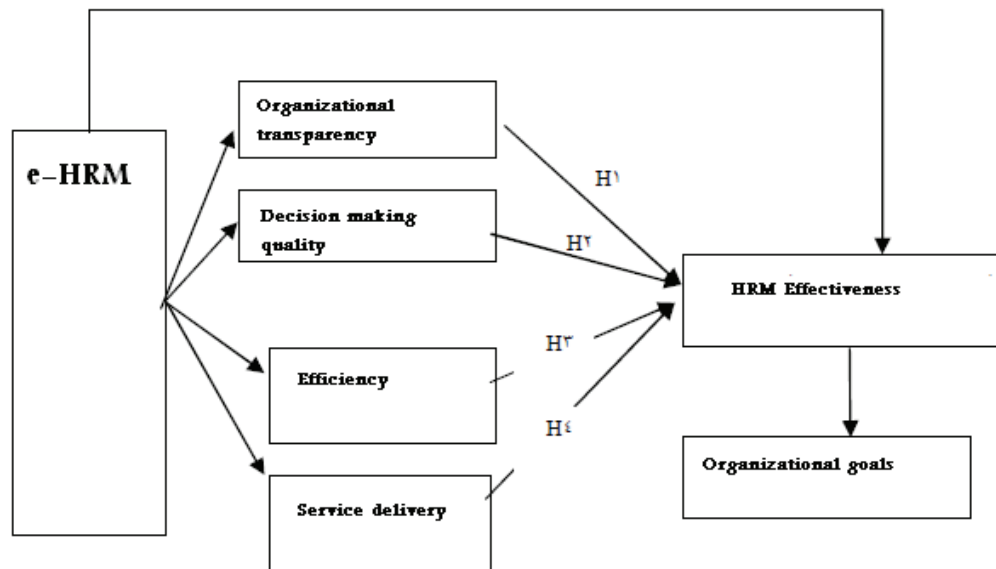 e-HRM
Organizational
transparency
H١
Decision making
quality
H٢
HRM Effectiveness
H٣
Efficiency
H٤
Organizational goals
Service delivery